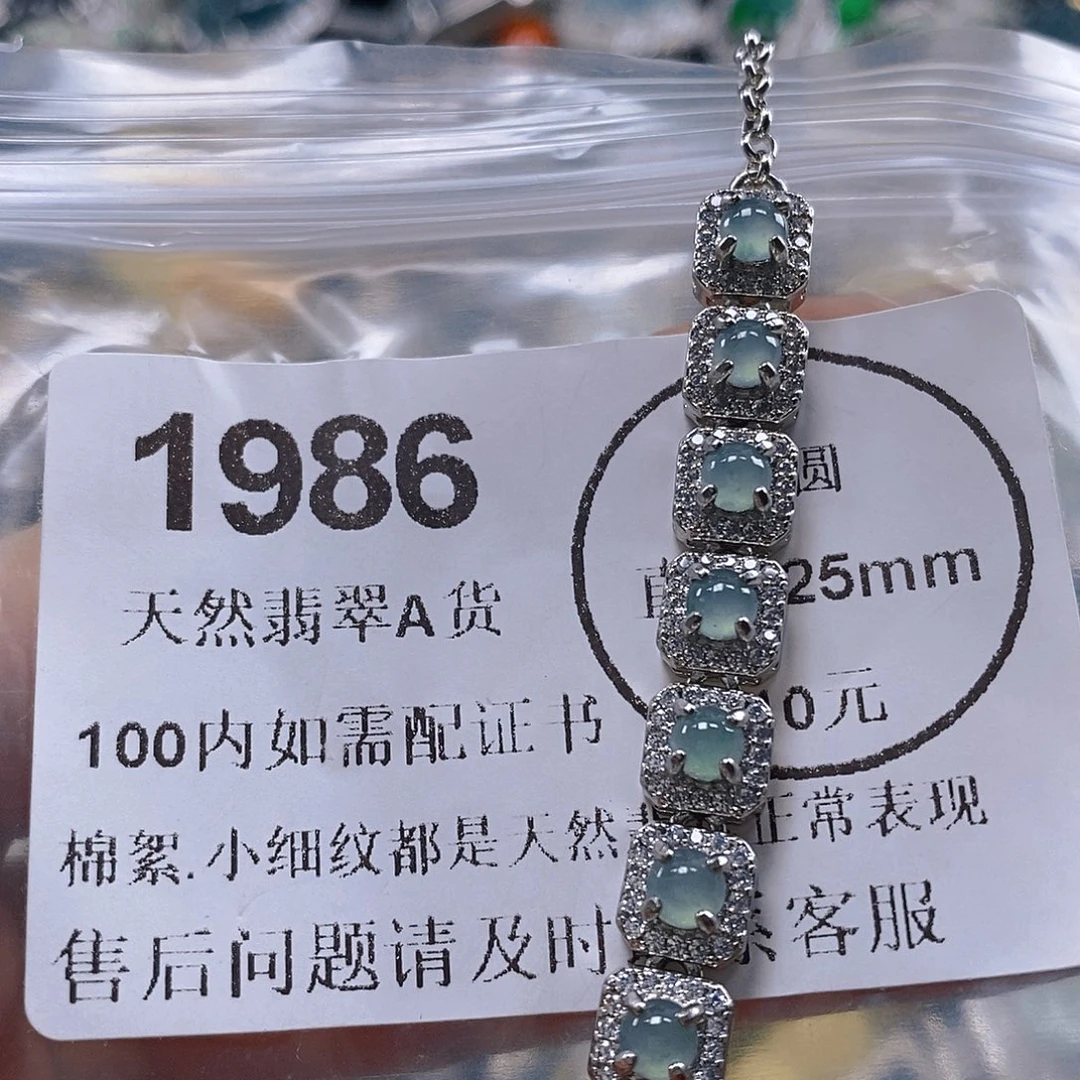 1986
天然翡翠A货
100内如需配证书
棉絮.小细纹都是天然 正常表现
售后问题请及时 客服
圆
25mm
0元